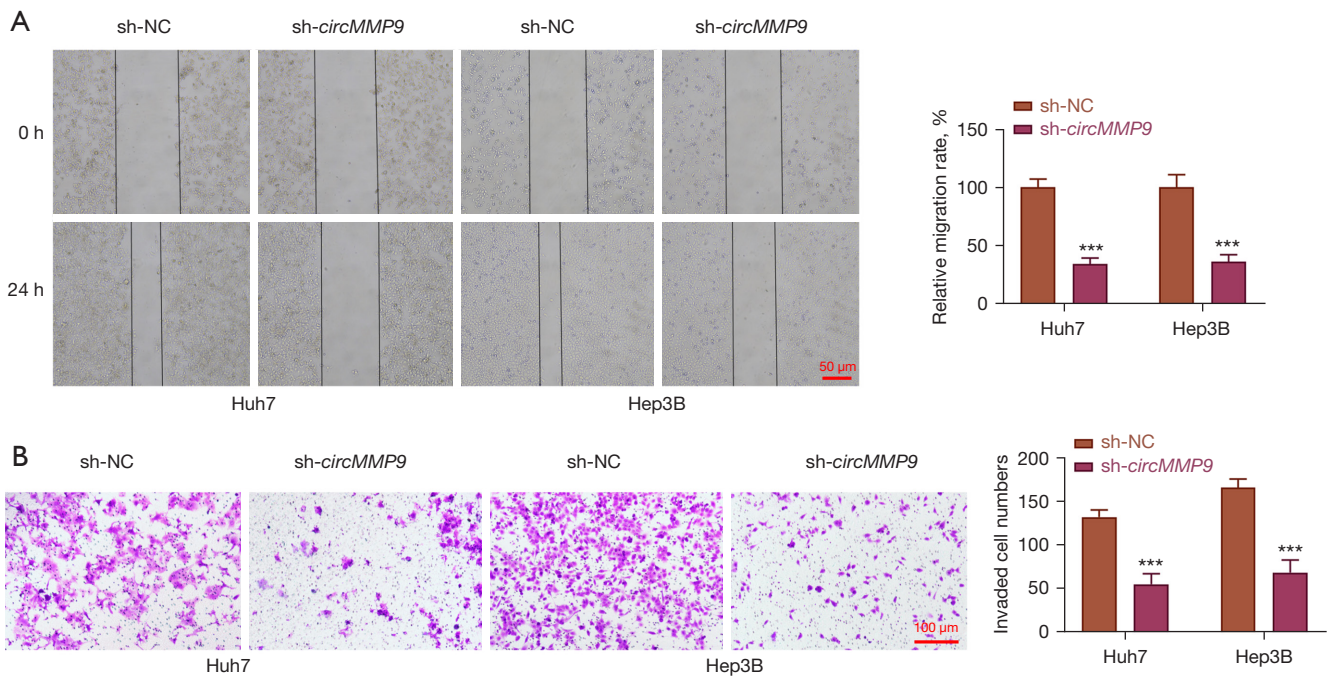 A
sh-NC
sh-circMMP9
sh-NC
sh-circMMP9
0 h
24 h
50 μm
Huh7
Hep3B
sh-NC
sh-circMMP9
Relative migration rate, %
150
100
50
0
***
***
Huh7
Hep3B
B
sh-NC
sh-circMMP9
sh-NC
sh-circMMP9
100 μm
Huh7
Hep3B
sh-NC
sh-circMMP9
Invaded cell numbers
200
150
100
50
0
***
***
Huh7
Hep3B